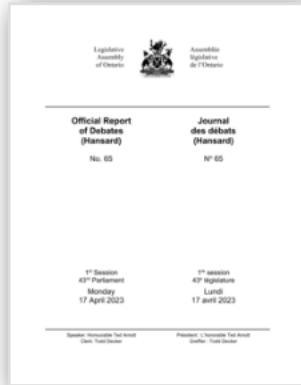 Legislative
Assembly
of Ontario
Assemblée
législative
de l'Ontario
Official Report
of Debates
(Hansard)
No. 65
Journal
des débats
(Hansard)
N° 65
1st Session
43rd Parliament
Monday
17 April 2023
1re session
43e législature
Lundi
17 avril 2023
Speaker: Honourable Ted Arnott
Clerk: Todd Decker
Président : L'honorable Ted Arnott
Greffier : Todd Decker